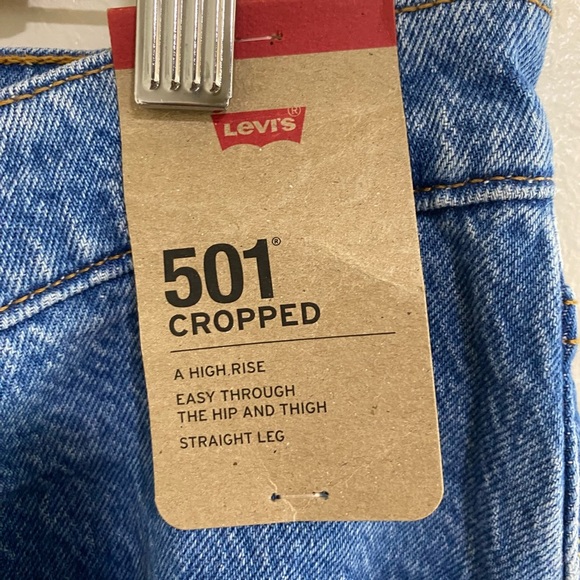 Levi's®
501®
CROPPED
A HIGH RISE
EASY THROUGH
THE HIP AND THIGH
STRAIGHT LEG